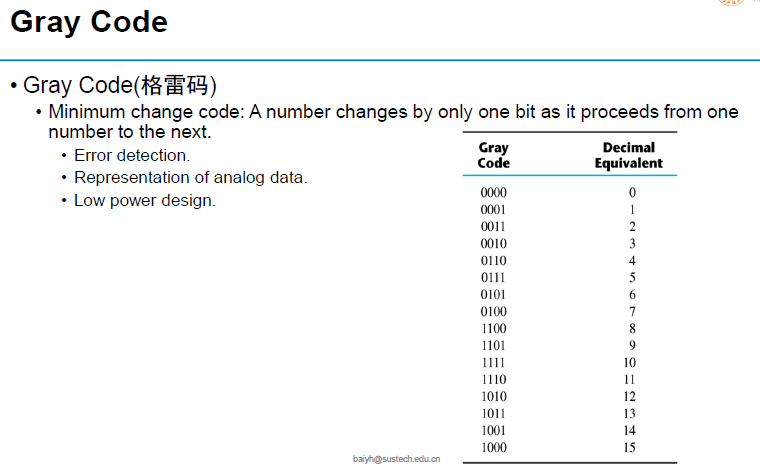 Gray Code
• Gray Code(格雷码)
• Minimum change code: A number changes by only one bit as it proceeds from one
number to the next.
• Error detection.
• Representation of analog data.
• Low power design.
Gray Decimal
Code Equivalent
0000 0
0001 1
0011 2
0010 3
0110 4
0111 5
0101 6
0100 7
1100 8
1101 9
1111 10
1110 11
1010 12
1011 13
1001 14
1000 15
baiyh@sustech.edu.cn